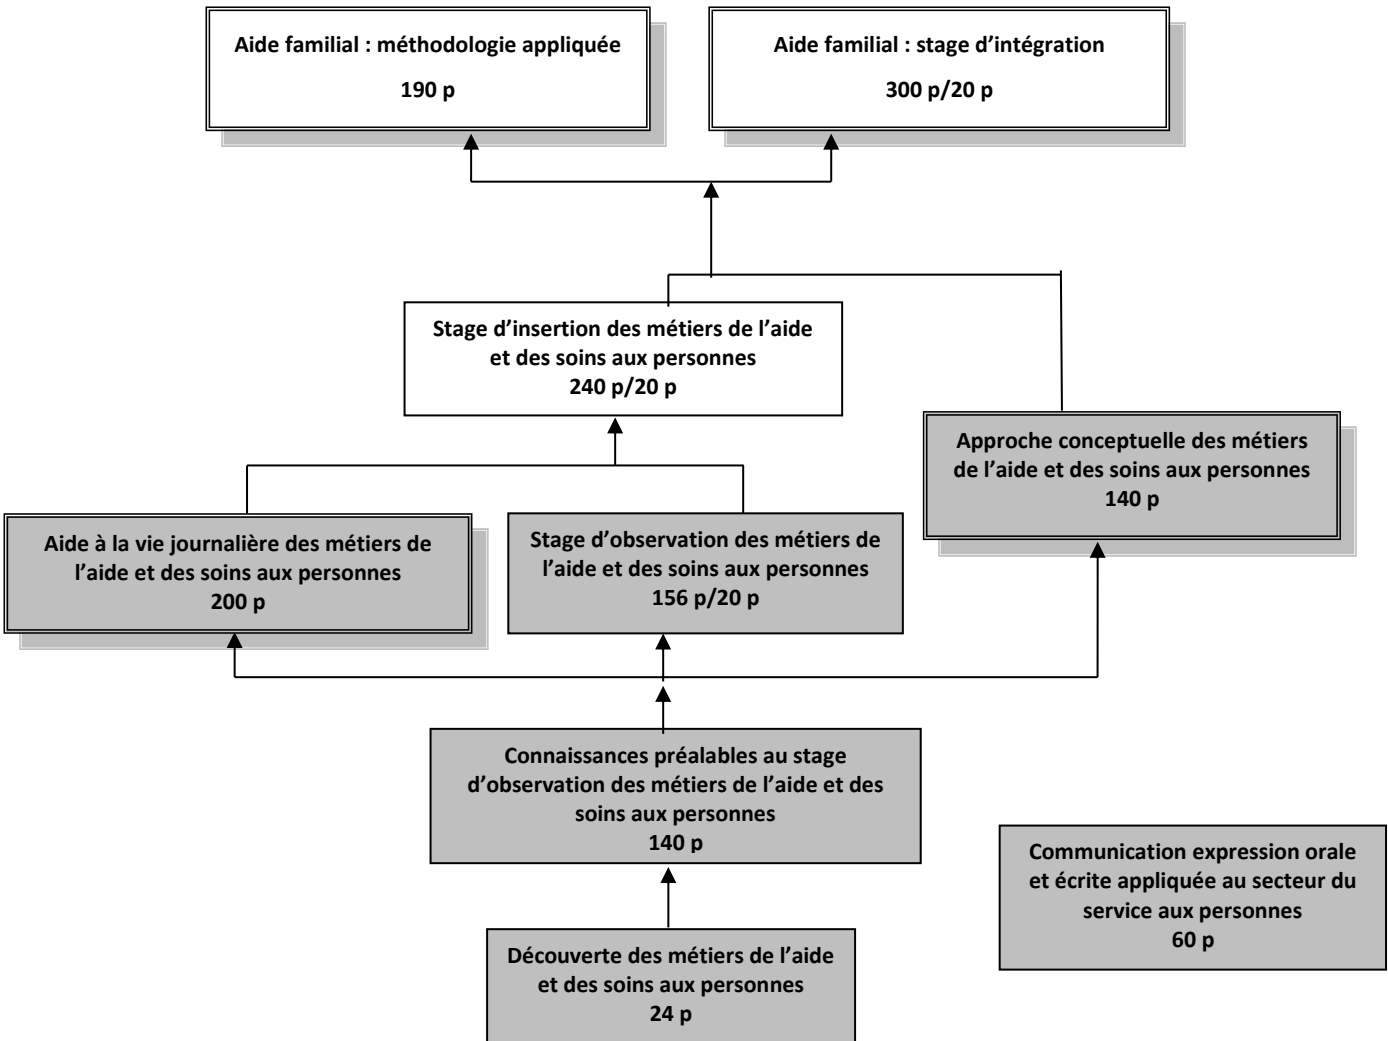 Aide familial : méthodologie appliquée
190 p
Aide familial : stage d’intégration
300 p/20 p
Stage d’insertion des métiers de l’aide
et des soins aux personnes
240 p/20 p
Approche conceptuelle des métiers
de l’aide et des soins aux personnes
140 p
Aide à la vie journalière des métiers de
l’aide et des soins aux personnes
200 p
Stage d’observation des métiers de
l’aide et des soins aux personnes
156 p/20 p
Connaissances préalables au stage
d’observation des métiers de l’aide et des
soins aux personnes
140 p
Communication expression orale
et écrite appliquée au secteur du
service aux personnes
60 p
Découverte des métiers de l’aide
et des soins aux personnes
24 p